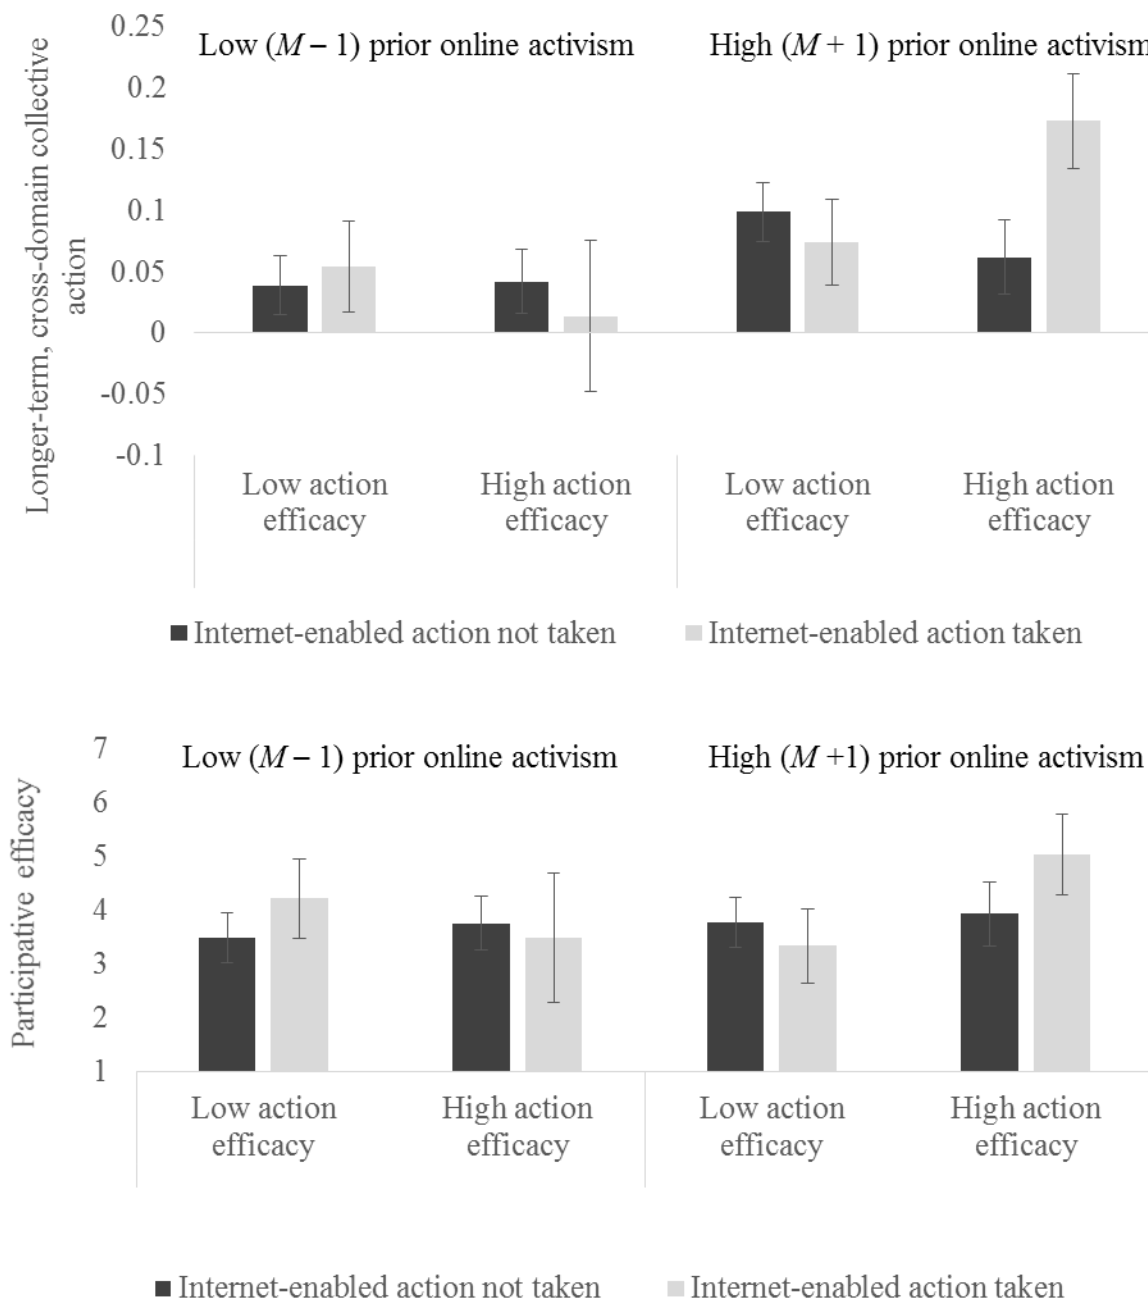 Longer-term, cross-domain collective
action
0.25
0.2
0.15
0.1
0.05
0
-0.05
-0.1
Low (M – 1) prior online activism
High (M + 1) prior online activism
Low action
efficacy
High action
efficacy
Low action
efficacy
High action
efficacy
Internet-enabled action not taken
Internet-enabled action taken
Participative efficacy
7
6
5
4
3
2
1
Low (M – 1) prior online activism
High (M +1) prior online activism
Low action
efficacy
High action
efficacy
Low action
efficacy
High action
efficacy
Internet-enabled action not taken
Internet-enabled action taken